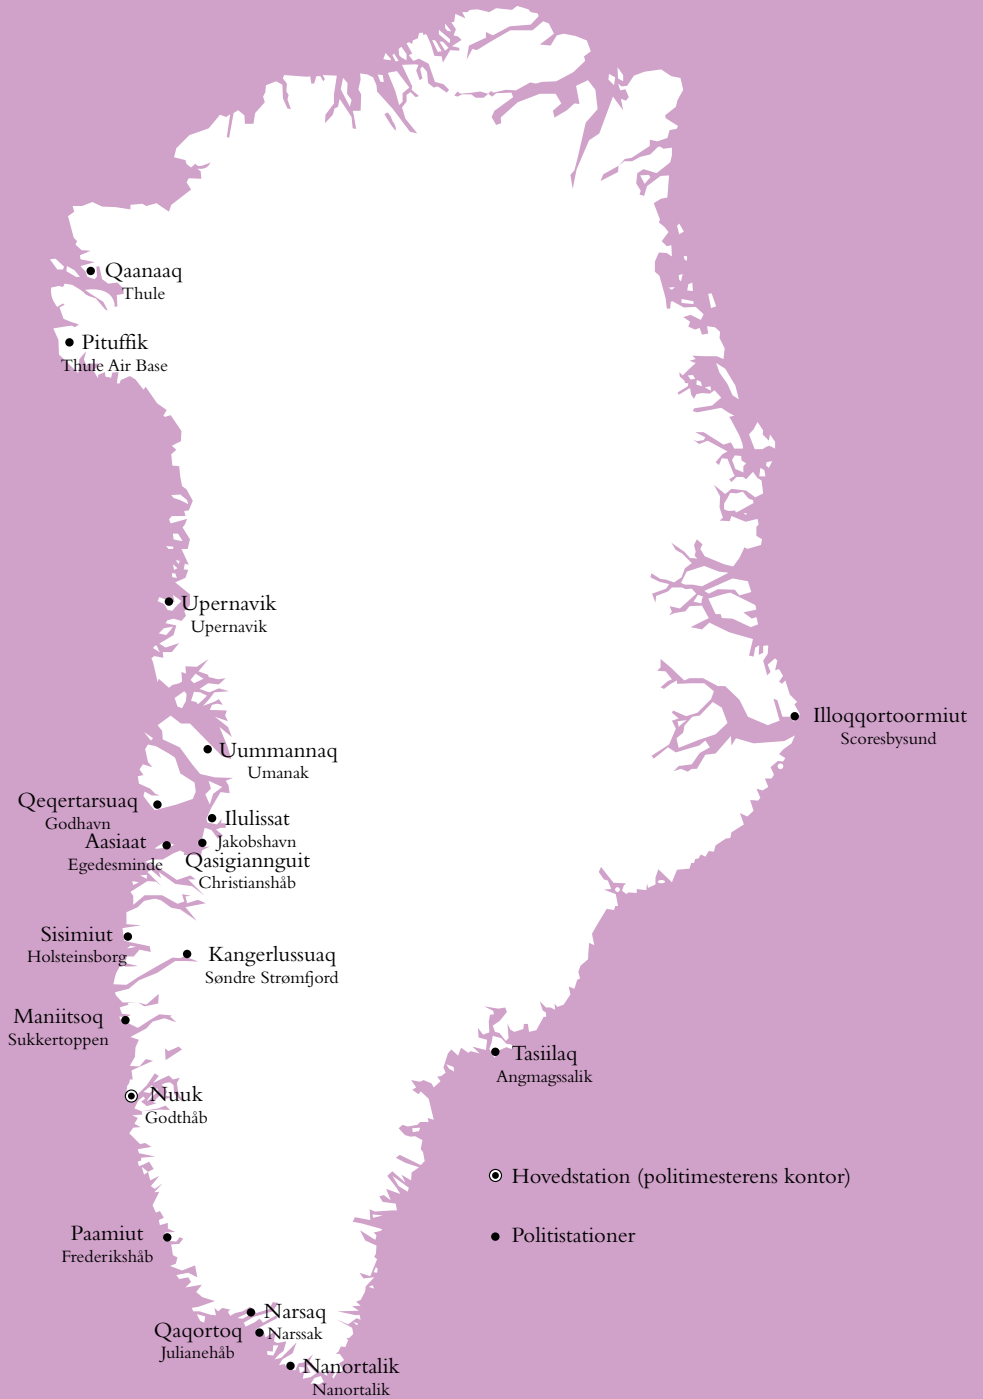 Qaanaaq
Thule
Pituffik
Thule Air Base
Upernavik
Upernavik
Illoqqortoormiut
Scoresbysund
Uummannaq
Umanak
Qeqertarsuaq
Godhavn
Ilulissat
Jakobshavn
Aasiaat
Egedesminde
Qasigiannguit
Christianshåb
Sisimiut
Holsteinsborg
Kangerlussuaq
Søndre Strømfjord
Maniitsoq
Sukkertoppen
Tasiilaq
Angmagssalik
Nuuk
Godthåb
Hovedstation (politimesterens kontor)
Politistationer
Paamiut
Frederikshåb
Narsaq
Narssak
Qaqortoq
Julianehåb
Nanortalik
Nanortalik